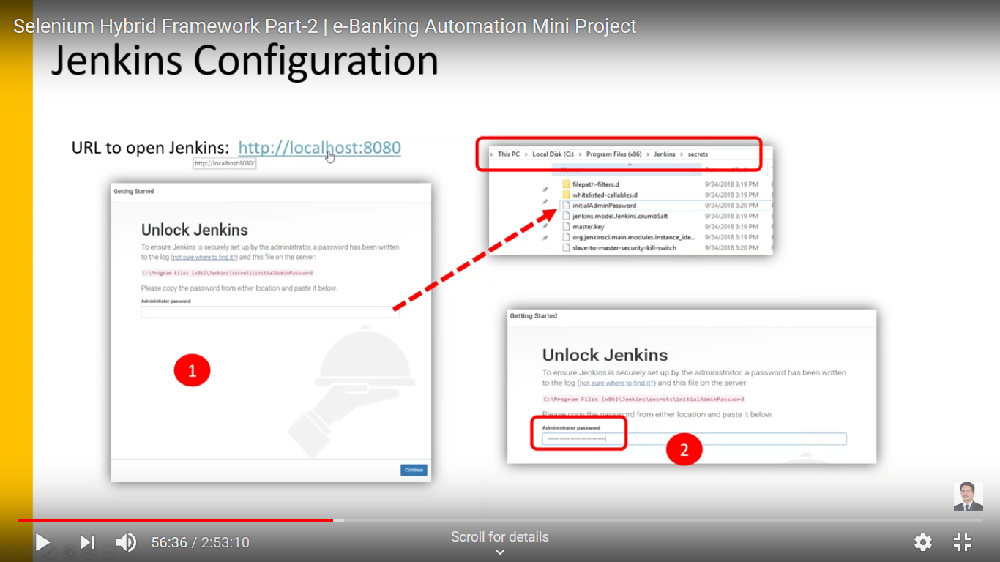 Selenium Hybrid Framework Part-2 | e-Banking Automation Mini Project
Jenkins Configuration
URL to open Jenkins: http://localhost:8080
http://localhost:8080/
Getting Started
Unlock Jenkins
To ensure Jenkins is securely set up by the administrator, a password has been written
to the log (not sure where to find it?) and this file on the server:
C:\Program Files (x86)\Jenkins\secrets\initialAdminPassword
Please copy the password from either location and paste it below.
Administrator password
1
Continue
This PC > Local Disk (C:) > Program Files (x86) > Jenkins > secrets
filepath-filters.d 9/24/2018 3:19 PM
whitelisted-callables.d 9/24/2018 3:19 PM
initialAdminPassword 9/24/2018 3:20 PM
jenkins.model.Jenkins.crumbSalt 9/24/2018 3:19 PM
master.key 9/24/2018 3:19 PM
org.jenkinsci.main.modules.instance_ide... 9/24/2018 3:19 PM
slave-to-master-security-kill-switch 9/24/2018 3:20 PM
Getting Started
Unlock Jenkins
To ensure Jenkins is securely set up by the administrator, a password has been written
to the log (not sure where to find it?) and this file on the server:
C:\Program Files (x86)\Jenkins\secrets\initialAdminPassword
Please copy the password from either location and paste it below.
Administrator password
2
56:36 / 2:53:10
Scroll for details